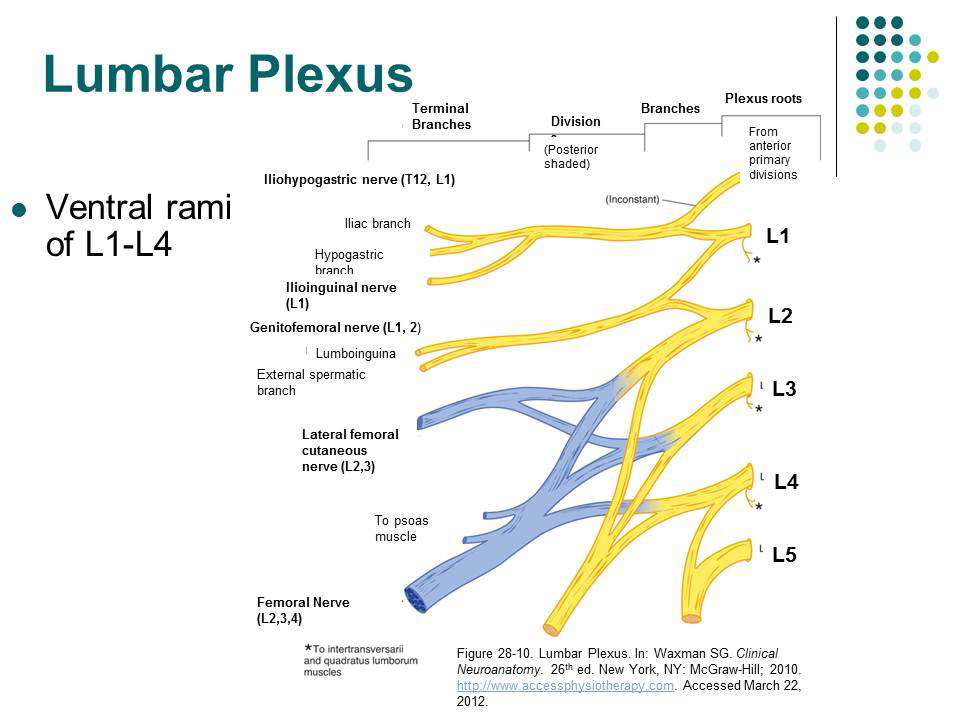 Lumbar Plexus
Ventral rami
of L1-L4
Terminal
Branches
Division
(Posterior
shaded)
Branches
Plexus roots
From
anterior
primary
divisions
Iliohypogastric nerve (T12, L1)
(Inconstant)
Iliac branch
L1
*
Hypogastric
branch
Ilioinguinal nerve
(L1)
Genitofemoral nerve (L1, 2)
L2
*
Lumboinguina
External spermatic
branch
L3
*
Lateral femoral
cutaneous
nerve (L2,3)
L4
*
To psoas
muscle
L5
Femoral Nerve
(L2,3,4)
*To intertransversarii
and quadratus lumborum
muscles
Figure 28-10. Lumbar Plexus. In: Waxman SG. Clinical
Neuroanatomy. 26th ed. New York, NY: McGraw-Hill; 2010.
http://www.accessphysiotherapy.com. Accessed March 22,
2012.